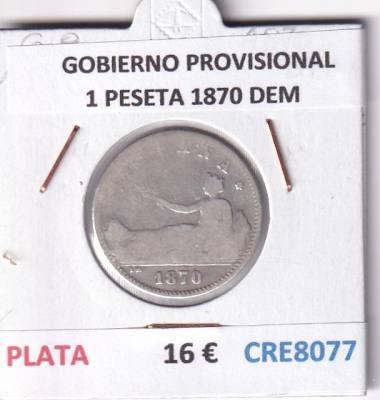 GOBIERNO PROVISIONAL
1 PESETA 1870 DEM
1870
PLATA 16 € CRE8077